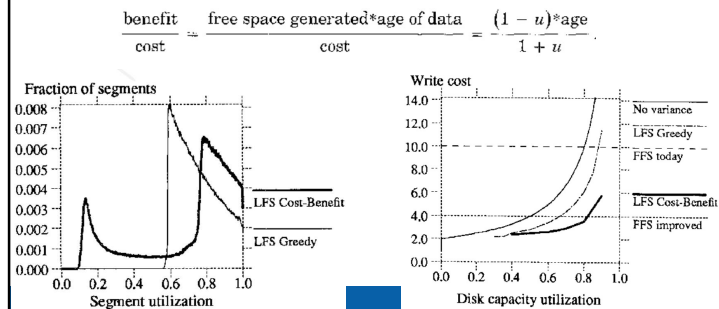 benefit / cost = free space generated*age of data / cost = (1 − u)*age / 1 + u
Fraction of segments
0.008
0.007
0.006
0.005
0.004
0.003
0.002
0.001
0.000
0.0 0.2 0.4 0.6 0.8 1.0
Segment utilization
LFS Cost-Benefit
LFS Greedy
Write cost
14.0
12.0
10.0
8.0
6.0
4.0
2.0
0.0
0.0 0.2 0.4 0.6 0.8 1.0
Disk capacity utilization
No variance
LFS Greedy
FFS today
LFS Cost-Benefit
FFS improved